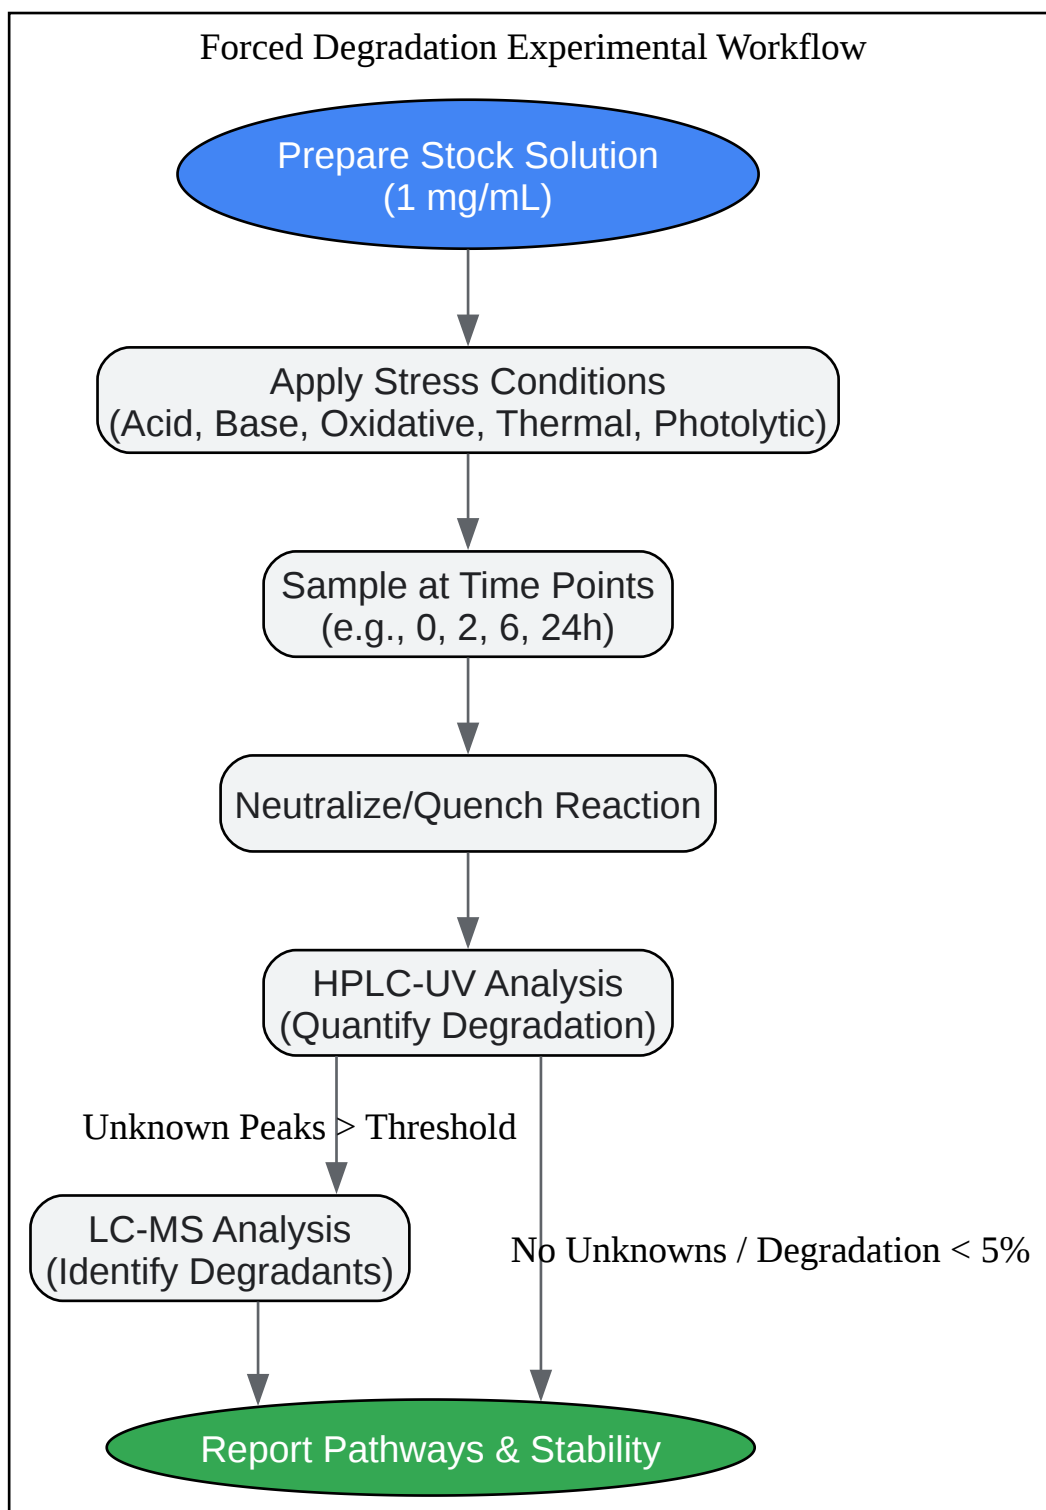 Forced Degradation Experimental Workflow
Prepare Stock Solution
(1 mg/mL)
Apply Stress Conditions
(Acid, Base, Oxidative, Thermal, Photolytic)
Sample at Time Points
(e.g., 0, 2, 6, 24h)
Neutralize/Quench Reaction
HPLC-UV Analysis
(Quantify Degradation)
Unknown Peaks > Threshold
LC-MS Analysis
(Identify Degradants)
No Unknowns / Degradation < 5%
Report Pathways & Stability